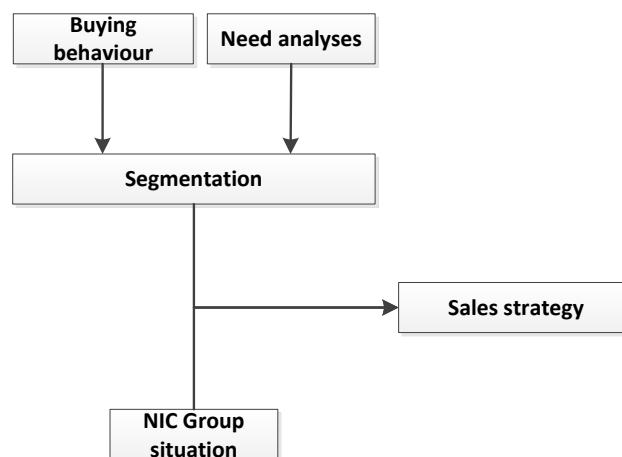 Buying
behaviour
Need analyses
Segmentation
Sales strategy
NIC Group
situation